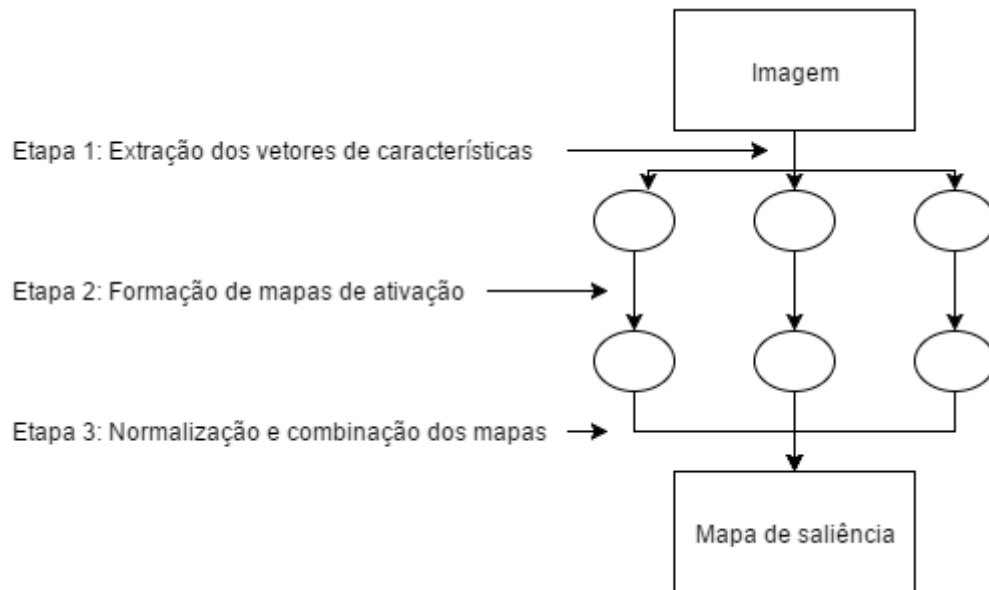 Imagem
Etapa 1: Extração dos vetores de características
Etapa 2: Formação de mapas de ativação
Etapa 3: Normalização e combinação dos mapas
Mapa de saliência